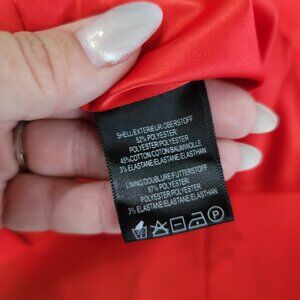 SHELL/EXTERIEUR/OBERSTOFF
52% POLYESTER
POLYESTER/POLYESTER
45%COTTON/COTON/BAUMWOLLE
3% ELASTANE/ELASTHAN/ELASTHAN
LINING/DOUBLURE/FUTTERSTOFF
97% POLYESTER
POLYESTER/POLYESTER
3% ELASTANE/ELASTANE/ELASTHAN
P